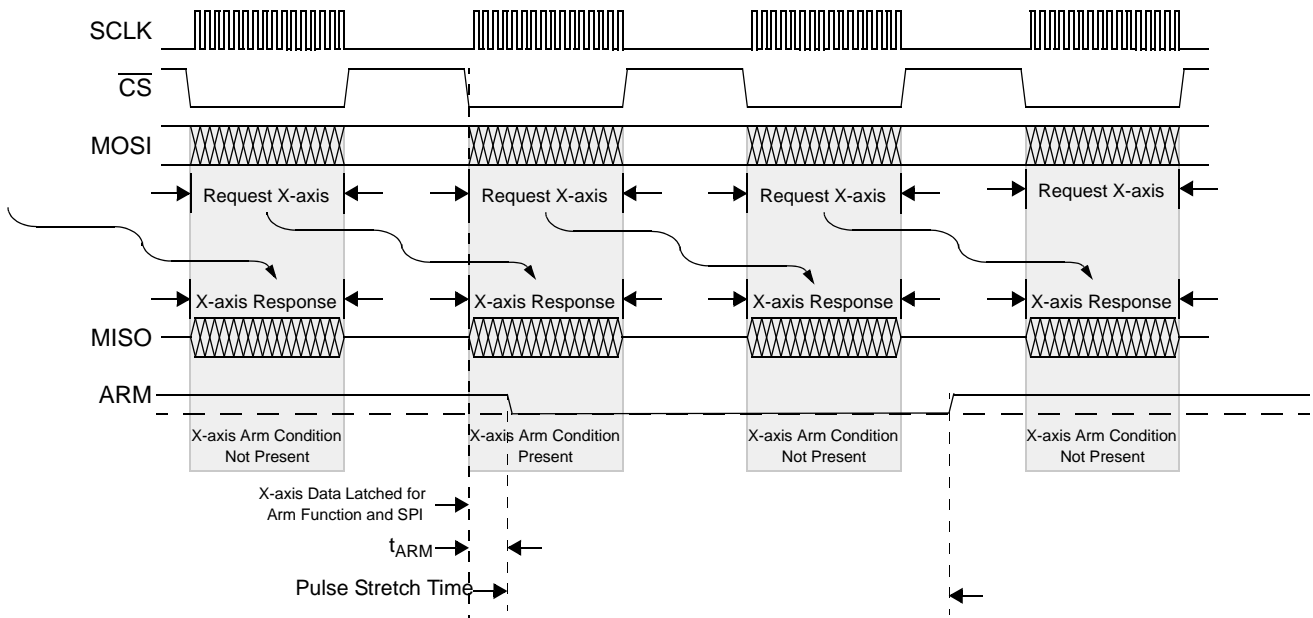 SCLK
CS
MOSI
Request X-axis
Request X-axis
Request X-axis
Request X-axis
X-axis Response
X-axis Response
X-axis Response
X-axis Response
MISO
ARM
X-axis Arm Condition
Not Present
X-axis Arm Condition
Present
X-axis Arm Condition
Not Present
X-axis Arm Condition
Not Present
X-axis Data Latched for
Arm Function and SPI
tARM
Pulse Stretch Time